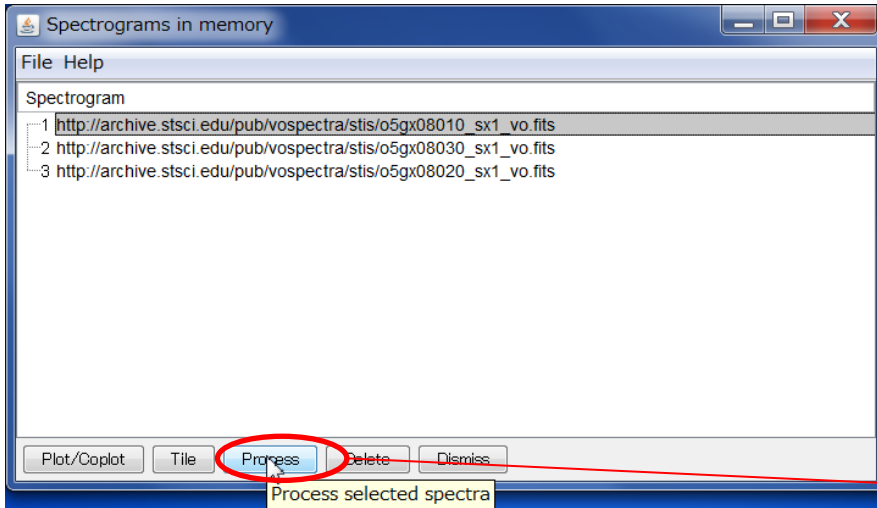 Spectrograms in memory
File Help
Spectrogram
1 http://archive.stsci.edu/pub/vospectra/stis/o5gx08010_sx1_vo.fits
2 http://archive.stsci.edu/pub/vospectra/stis/o5gx08030_sx1_vo.fits
3 http://archive.stsci.edu/pub/vospectra/stis/o5gx08020_sx1_vo.fits
Plot/Coplot Tile Process Delete Dismiss
Process selected spectra